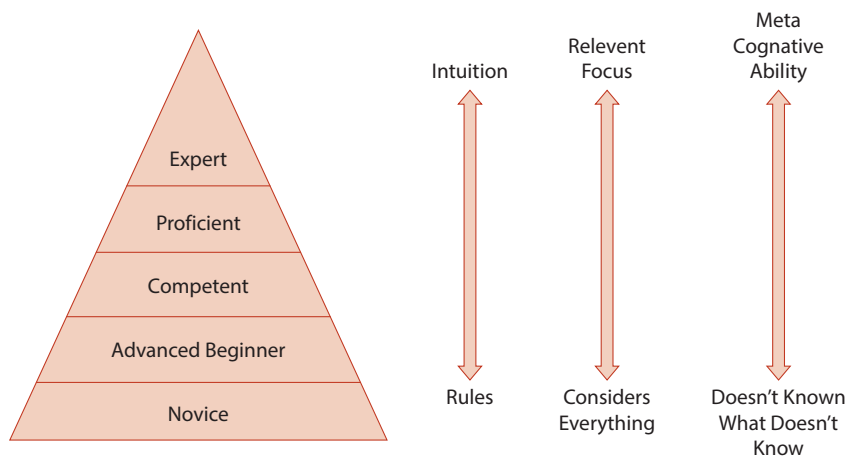 Expert
Proficient
Competent
Advanced Beginner
Novice
Intuition
Rules
Relevent
Focus
Considers
Everything
Meta
Cognative
Ability
Doesn't Known
What Doesn't
Know